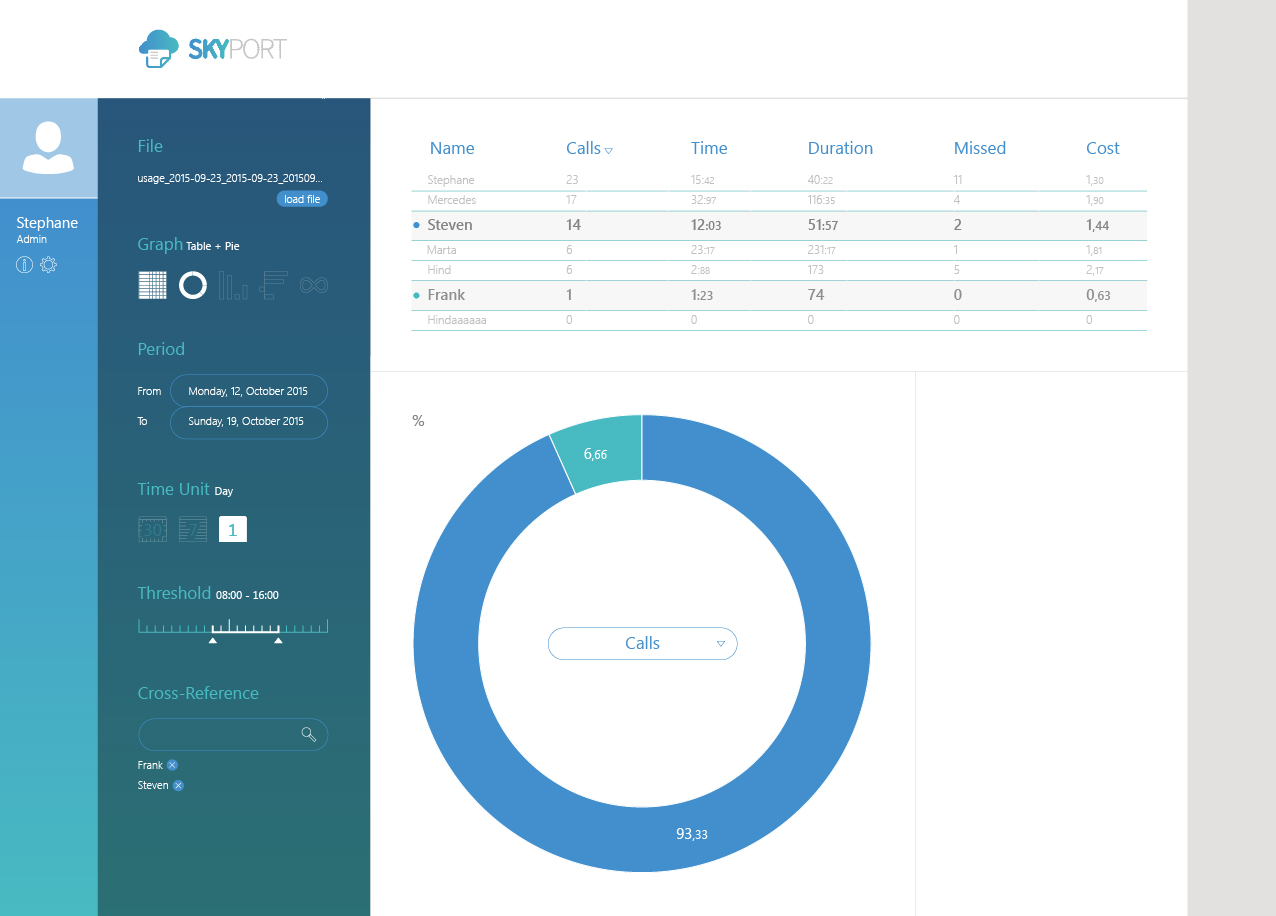 SKYPORT
File
usage_2015-09-23_2015-09-23_201509...
load file
Stephane
Admin
Graph Table + Pie
Period
From Monday, 12, October 2015
To Sunday, 19, October 2015
Time Unit Day
30 7 1
Threshold 08:00 - 16:00
Cross-Reference
Frank
Steven
Name Calls Time Duration Missed Cost
Stephane 23 15:42 40:22 11 1,30
Mercedes 17 32:97 116:35 4 1,90
Steven 14 12:03 51:57 2 1,44
Marta 6 23:17 231:17 1 1,81
Hind 6 2:88 173 5 2,17
Frank 1 1:23 74 0 0,63
Hindaaaaaa 0 0 0 0 0
%
6,66
Calls
93,33